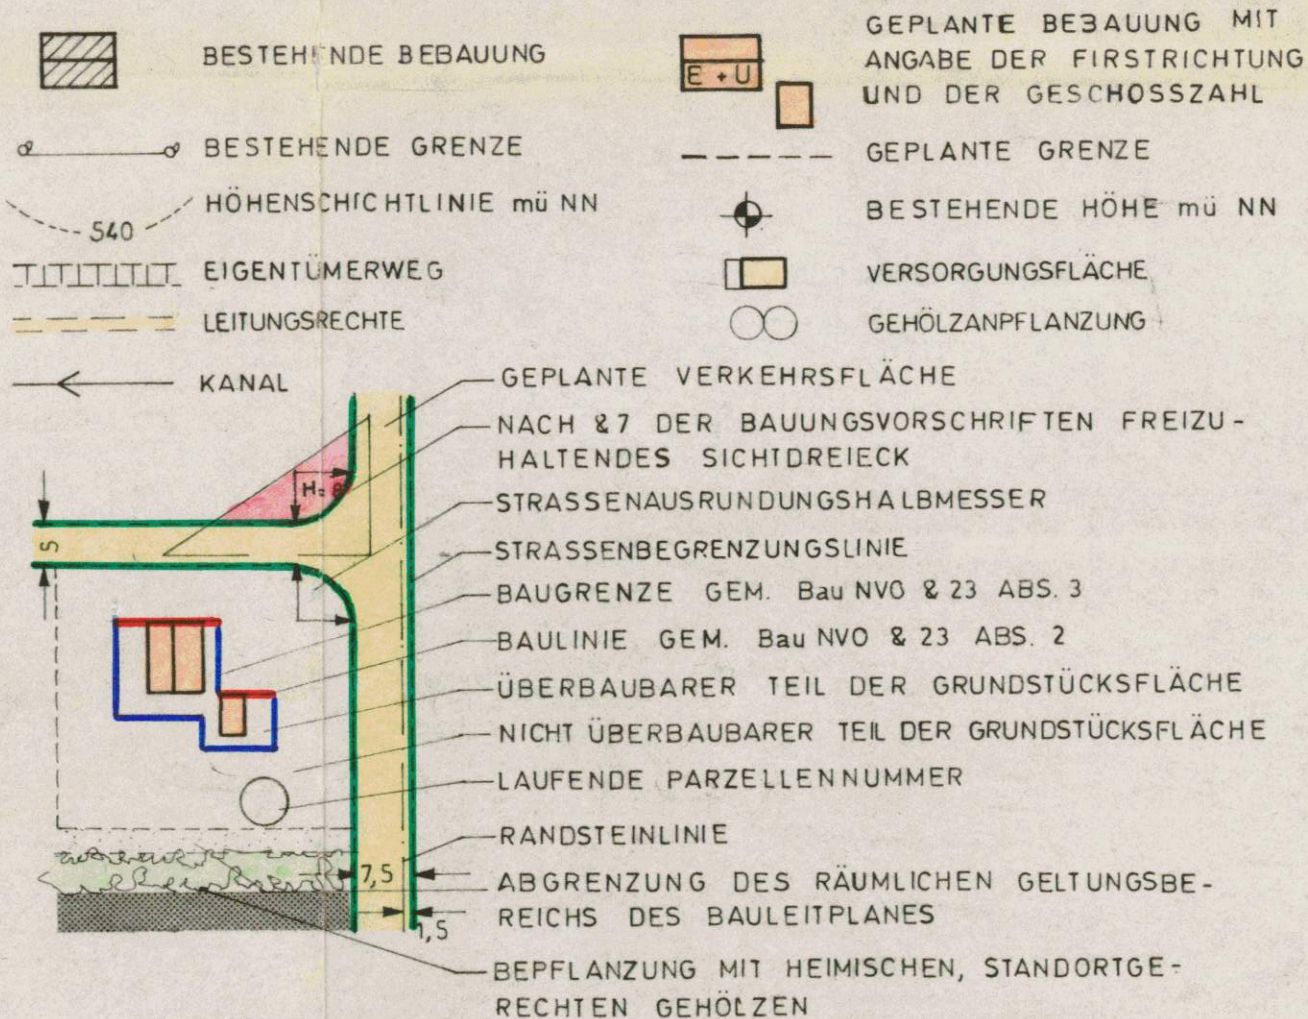 BESTEHENDE BEBAUUNG
BESTEHENDE GRENZE
HÖHENSCHICHTLINIE mü NN
540
EIGENTÜMERWEG
LEITUNGSRECHTE
KANAL
E + U
GEPLANTE BEBAUUNG MIT
ANGABE DER FIRSTRICHTUNG
UND DER GESCHOSSZAHL
GEPLANTE GRENZE
BESTEHENDE HÖHE mü NN
VERSORGUNGSFLÄCHE
GEHÖLZANPFLANZUNG
GEPLANTE VERKEHRSFLÄCHE
NACH &7 DER BAUUNGSVORSCHRIFTEN FREIZU-
HALTENDES SICHTDREIECK
STRASSENAUSRUNDUNGSHALBMESSER
STRASSENBEGRENZUNGSLINIE
BAUGRENZE GEM. Bau NVO & 23 ABS. 3
BAULINIE GEM. Bau NVO & 23 ABS. 2
ÜBERBAUBARER TEIL DER GRUNDSTÜCKSFLÄCHE
NICHT ÜBERBAUBARER TEIL DER GRUNDSTÜCKSFLÄCHE
LAUFENDE PARZELLENNUMMER
RANDSTEINLINIE
ABGRENZUNG DES RÄUMLICHEN GELTUNGSBE-
REICHS DES BAULEITPLANES
BEPFLANZUNG MIT HEIMISCHEN, STANDORTGE-
RECHTEN GEHÖLZEN
5
7,5
1,5